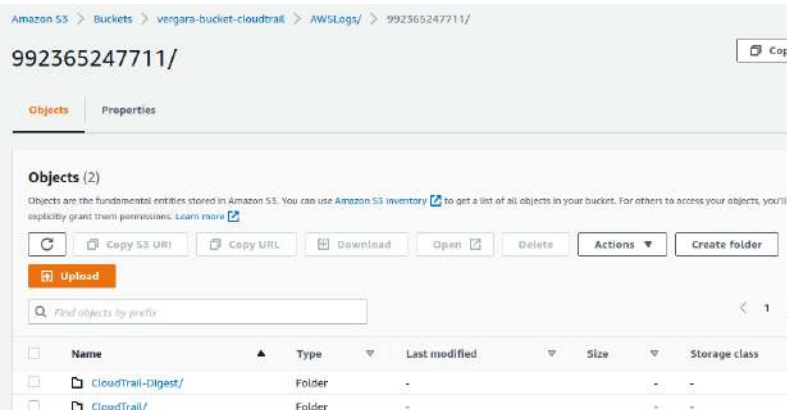 Amazon S3 > Buckets > vergara-bucket-cloudtrail > AWSLogs/ > 992365247711/
992365247711/
Cop
Objects
Properties
Objects (2)
Objects are the fundamental entities stored in Amazon S3. You can use Amazon S3 inventory to get a list of all objects in your bucket. For others to access your objects, you'll
explicitly grant them permissions. Learn more
Copy S3 URI
Copy URL
Download
Open
Delete
Actions
Create folder
Upload
Find objects by prefix
1
Name Type Last modified Size Storage class
CloudTrail-Digest/ Folder - - -
CloudTrail/ Folder - - -